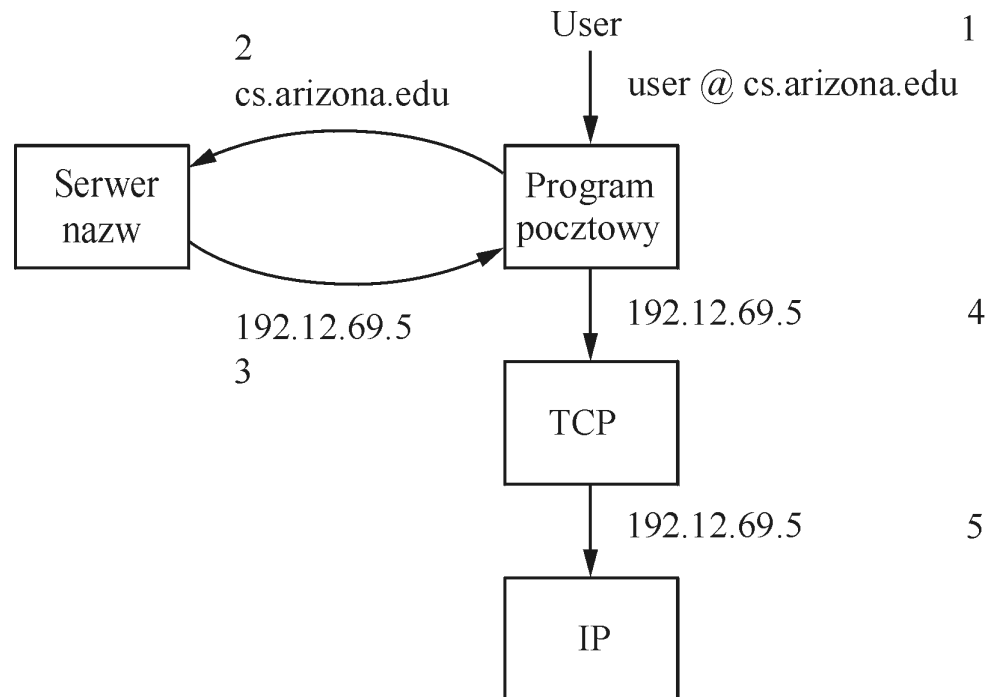 User
1
user @ cs.arizona.edu
2
cs.arizona.edu
Serwer
nazw
Program
pocztowy
192.12.69.5
3
192.12.69.5
4
TCP
192.12.69.5
5
IP